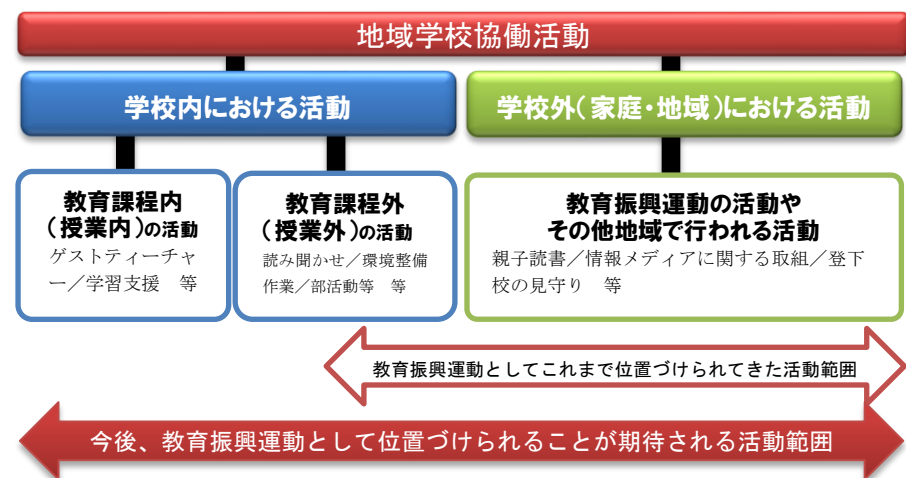 地域学校協働活動
学校内における活動
学校外(家庭・地域)における活動
教育課程内
(授業内)の活動
ゲストティーチャ
ー/学習支援　等
教育課程外
(授業外)の活動
読み聞かせ/環境整備
作業/部活動等　等
教育振興運動の活動や
その他地域で行われる活動
親子読書/情報メディアに関する取組/登下
校の見守り　等
教育振興運動としてこれまで位置づけられてきた活動範囲
今後、教育振興運動として位置づけられることが期待される活動範囲